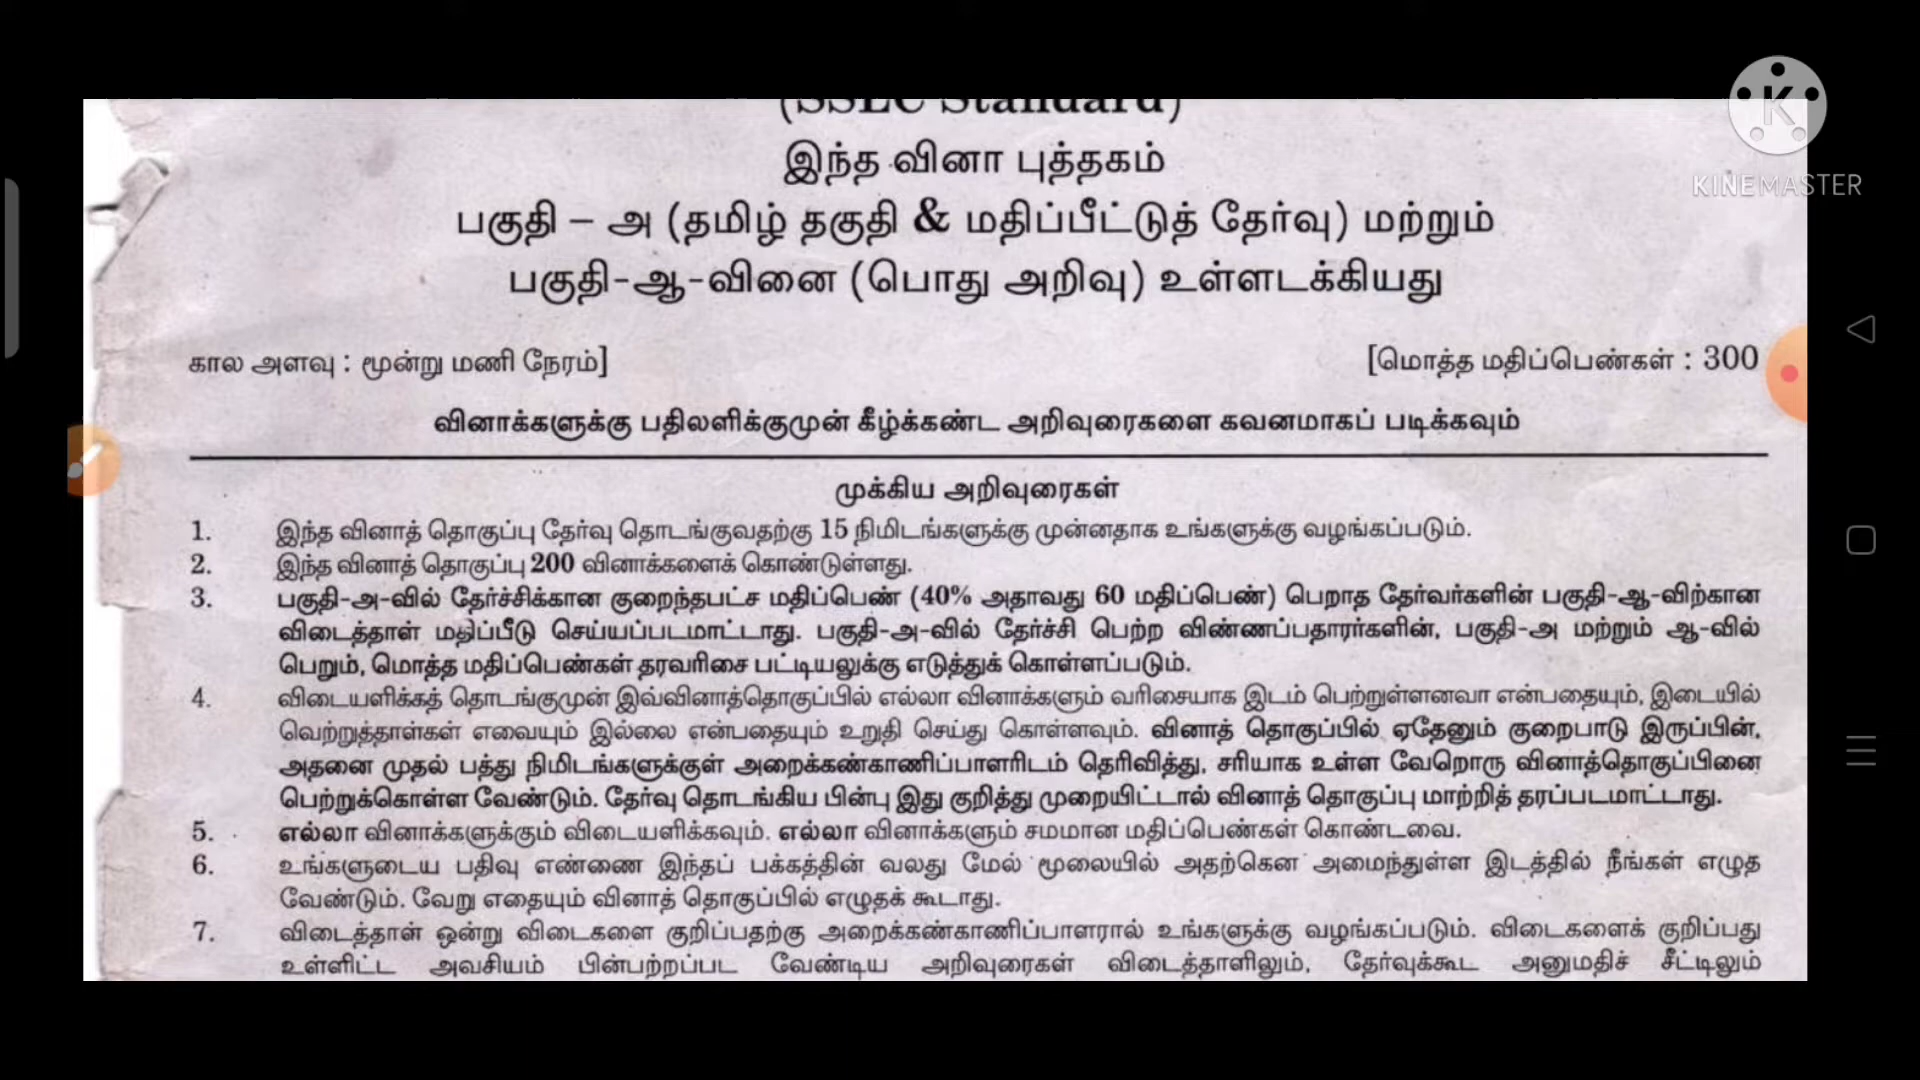 (SSLC Standard)
இந்த வினா புத்தகம்
பகுதி – அ (தமிழ் தகுதி & மதிப்பீட்டுத் தேர்வு) மற்றும்
பகுதி-ஆ-வினை (பொது அறிவு) உள்ளடக்கியது
கால அளவு : மூன்று மணி நேரம்] [மொத்த மதிப்பெண்கள் : 300
வினாக்களுக்கு பதிலளிக்குமுன் கீழ்க்கண்ட அறிவுரைகளை கவனமாகப் படிக்கவும்
முக்கிய அறிவுரைகள்
1. இந்த வினாத் தொகுப்பு தேர்வு தொடங்குவதற்கு 15 நிமிடங்களுக்கு முன்னதாக உங்களுக்கு வழங்கப்படும்.
2. இந்த வினாத் தொகுப்பு 200 வினாக்களைக் கொண்டுள்ளது.
3. பகுதி-அ-வில் தேர்ச்சிக்கான குறைந்தபட்ச மதிப்பெண் (40% அதாவது 60 மதிப்பெண்) பெறாத தேர்வர்களின் பகுதி-ஆ-விற்கான
விடைத்தாள் மதிப்பீடு செய்யப்படமாட்டாது. பகுதி-அ-வில் தேர்ச்சி பெற்ற விண்ணப்பதாரர்களின், பகுதி-அ மற்றும் ஆ-வில்
பெறும், மொத்த மதிப்பெண்கள் தரவரிசை பட்டியலுக்கு எடுத்துக் கொள்ளப்படும்.
4. விடையளிக்கத் தொடங்குமுன் இவ்வினாத்தொகுப்பில் எல்லா வினாக்களும் வரிசையாக இடம் பெற்றுள்ளனவா என்பதையும், இடையில்
வெற்றுத்தாள்கள் எவையும் இல்லை என்பதையும் உறுதி செய்து கொள்ளவும். வினாத் தொகுப்பில் ஏதேனும் குறைபாடு இருப்பின்,
அதனை முதல் பத்து நிமிடங்களுக்குள் அறைக்கண்காணிப்பாளரிடம் தெரிவித்து, சரியாக உள்ள வேறொரு வினாத்தொகுப்பினை
பெற்றுக்கொள்ள வேண்டும். தேர்வு தொடங்கிய பின்பு இது குறித்து முறையிட்டால் வினாத் தொகுப்பு மாற்றித் தரப்படமாட்டாது.
5. எல்லா வினாக்களுக்கும் விடையளிக்கவும். எல்லா வினாக்களும் சமமான மதிப்பெண்கள் கொண்டவை.
6. உங்களுடைய பதிவு எண்ணை இந்தப் பக்கத்தின் வலது மேல் மூலையில் அதற்கென அமைந்துள்ள இடத்தில் நீங்கள் எழுத
வேண்டும். வேறு எதையும் வினாத் தொகுப்பில் எழுதக் கூடாது.
7. விடைத்தாள் ஒன்று விடைகளை குறிப்பதற்கு அறைக்கண்காணிப்பாளரால் உங்களுக்கு வழங்கப்படும். விடைகளைக் குறிப்பது
உள்ளிட்ட அவசியம் பின்பற்றப்பட வேண்டிய அறிவுரைகள் விடைத்தாளிலும், தேர்வுக்கூட அனுமதிச் சீட்டிலும்
K
KINEMASTER